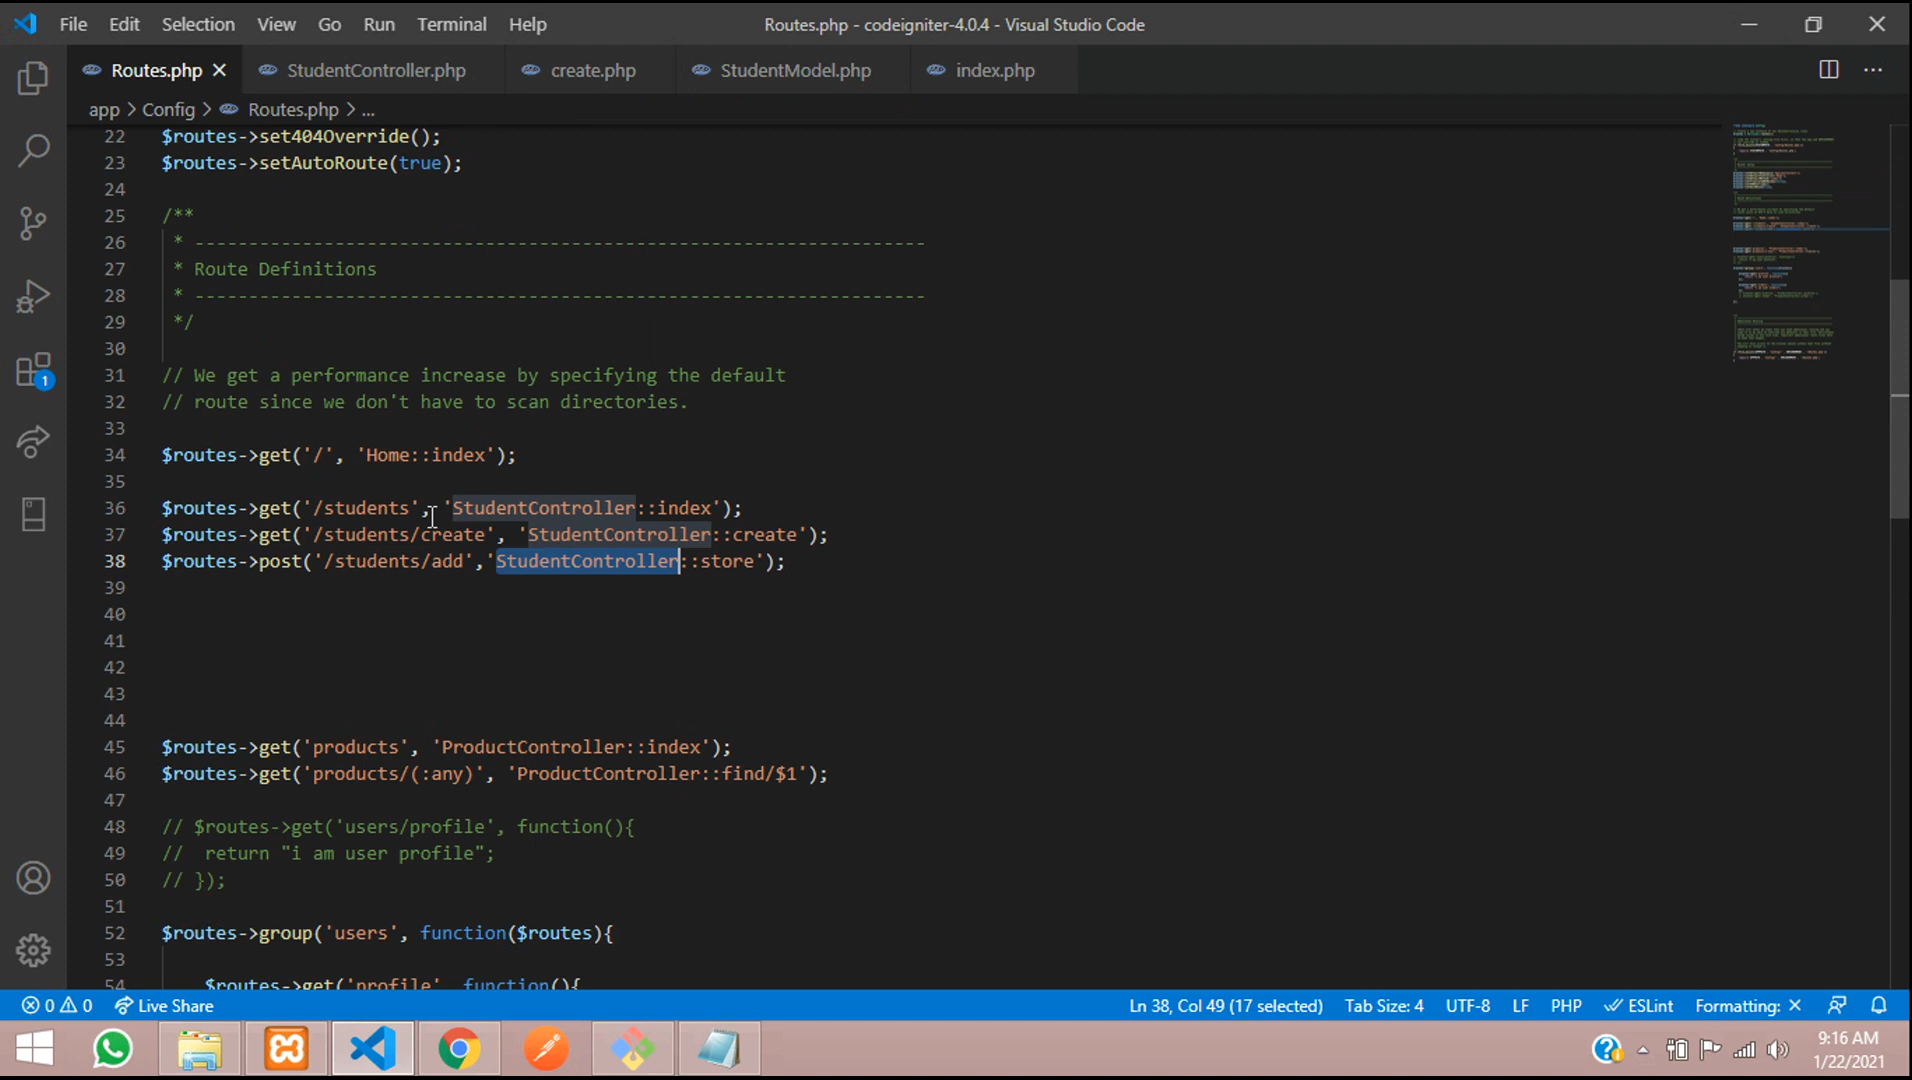 File Edit Selection View Go Run Terminal Help Routes.php - codeigniter-4.0.4 - Visual Studio Code
Routes.php StudentController.php create.php StudentModel.php index.php
app > Config > Routes.php > ...
22 $routes->set404Override();
23 $routes->setAutoRoute(true);
24
25 /**
26 * --------------------------------------------------------------------
27 * Route Definitions
28 * --------------------------------------------------------------------
29 */
30
31 // We get a performance increase by specifying the default
32 // route since we don't have to scan directories.
33
34 $routes->get('/', 'Home::index');
35
36 $routes->get('/students', 'StudentController::index');
37 $routes->get('/students/create', 'StudentController::create');
38 $routes->post('/students/add','StudentController::store');
39
40
41
42
43
44
45 $routes->get('products', 'ProductController::index');
46 $routes->get('products/(:any)', 'ProductController::find/$1');
47
48 // $routes->get('users/profile', function(){
49 // return "i am user profile";
50 // });
51
52 $routes->group('users', function($routes){
53
54 $routes->get('profile', function(){
1
0 0 Live Share Ln 38, Col 49 (17 selected) Tab Size: 4 UTF-8 LF PHP ESLint Formatting: ×
9:16 AM
1/22/2021